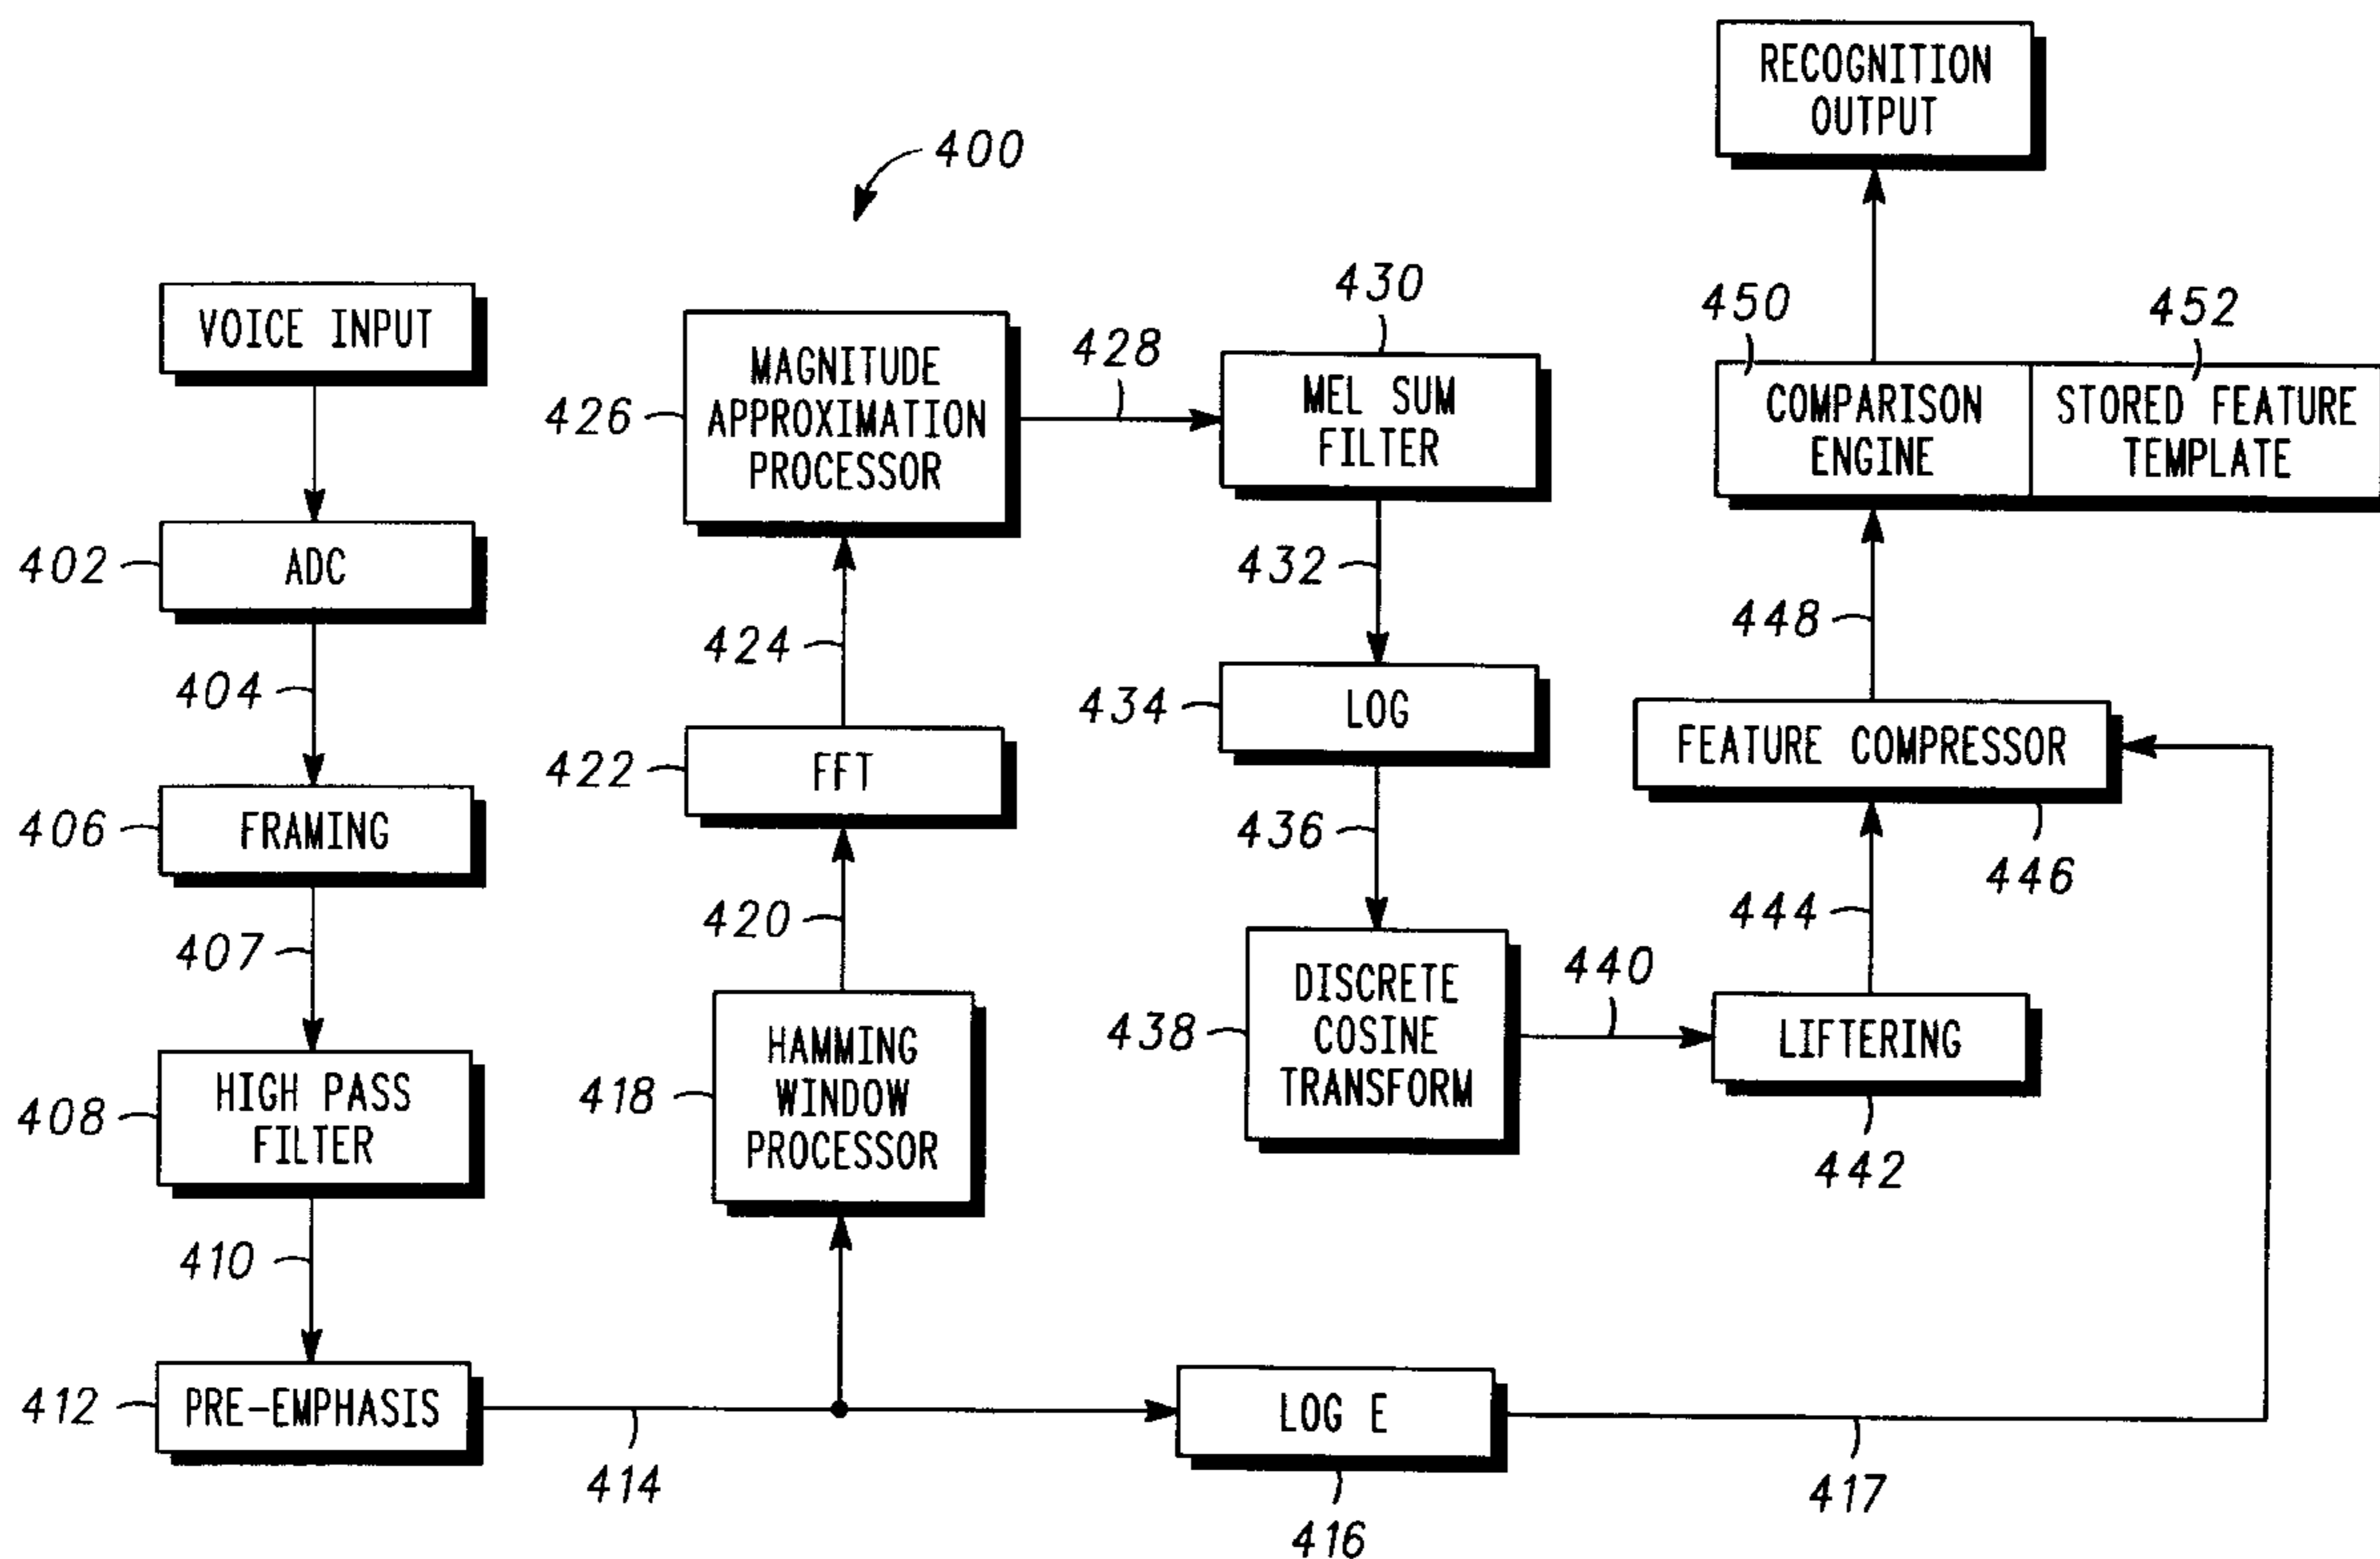 400
VOICE INPUT
402
ADC
404
406
FRAMING
407
408
HIGH PASS
FILTER
410
412
PRE-EMPHASIS
414
418
HAMMING
WINDOW
PROCESSOR
420
422
FFT
424
426
MAGNITUDE
APPROXIMATION
PROCESSOR
428
430
MEL SUM
FILTER
432
434
LOG
436
438
DISCRETE
COSINE
TRANSFORM
440
LIFTERING
442
444
FEATURE COMPRESSOR
446
448
450
COMPARISON
ENGINE
452
STORED FEATURE
TEMPLATE
RECOGNITION
OUTPUT
LOG E
416
417